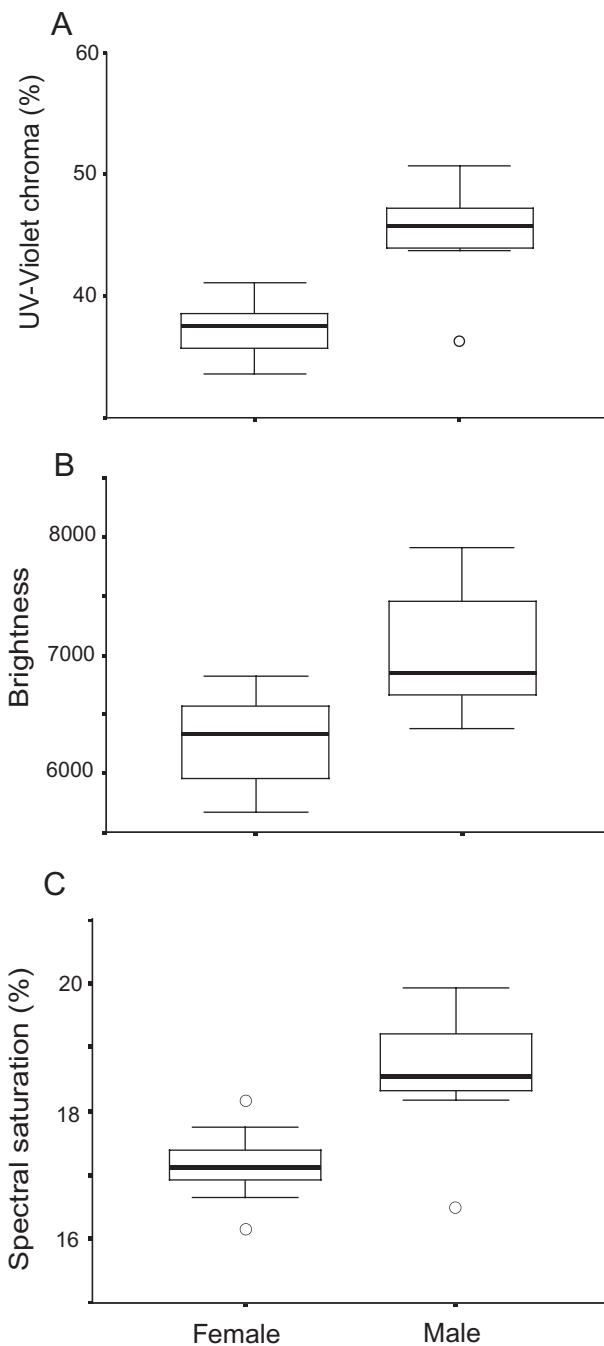 A
UV-Violet chroma (%)
60
50
40
B
Brightness
8000
7000
6000
C
Spectral saturation (%)
20
18
16
Female
Male